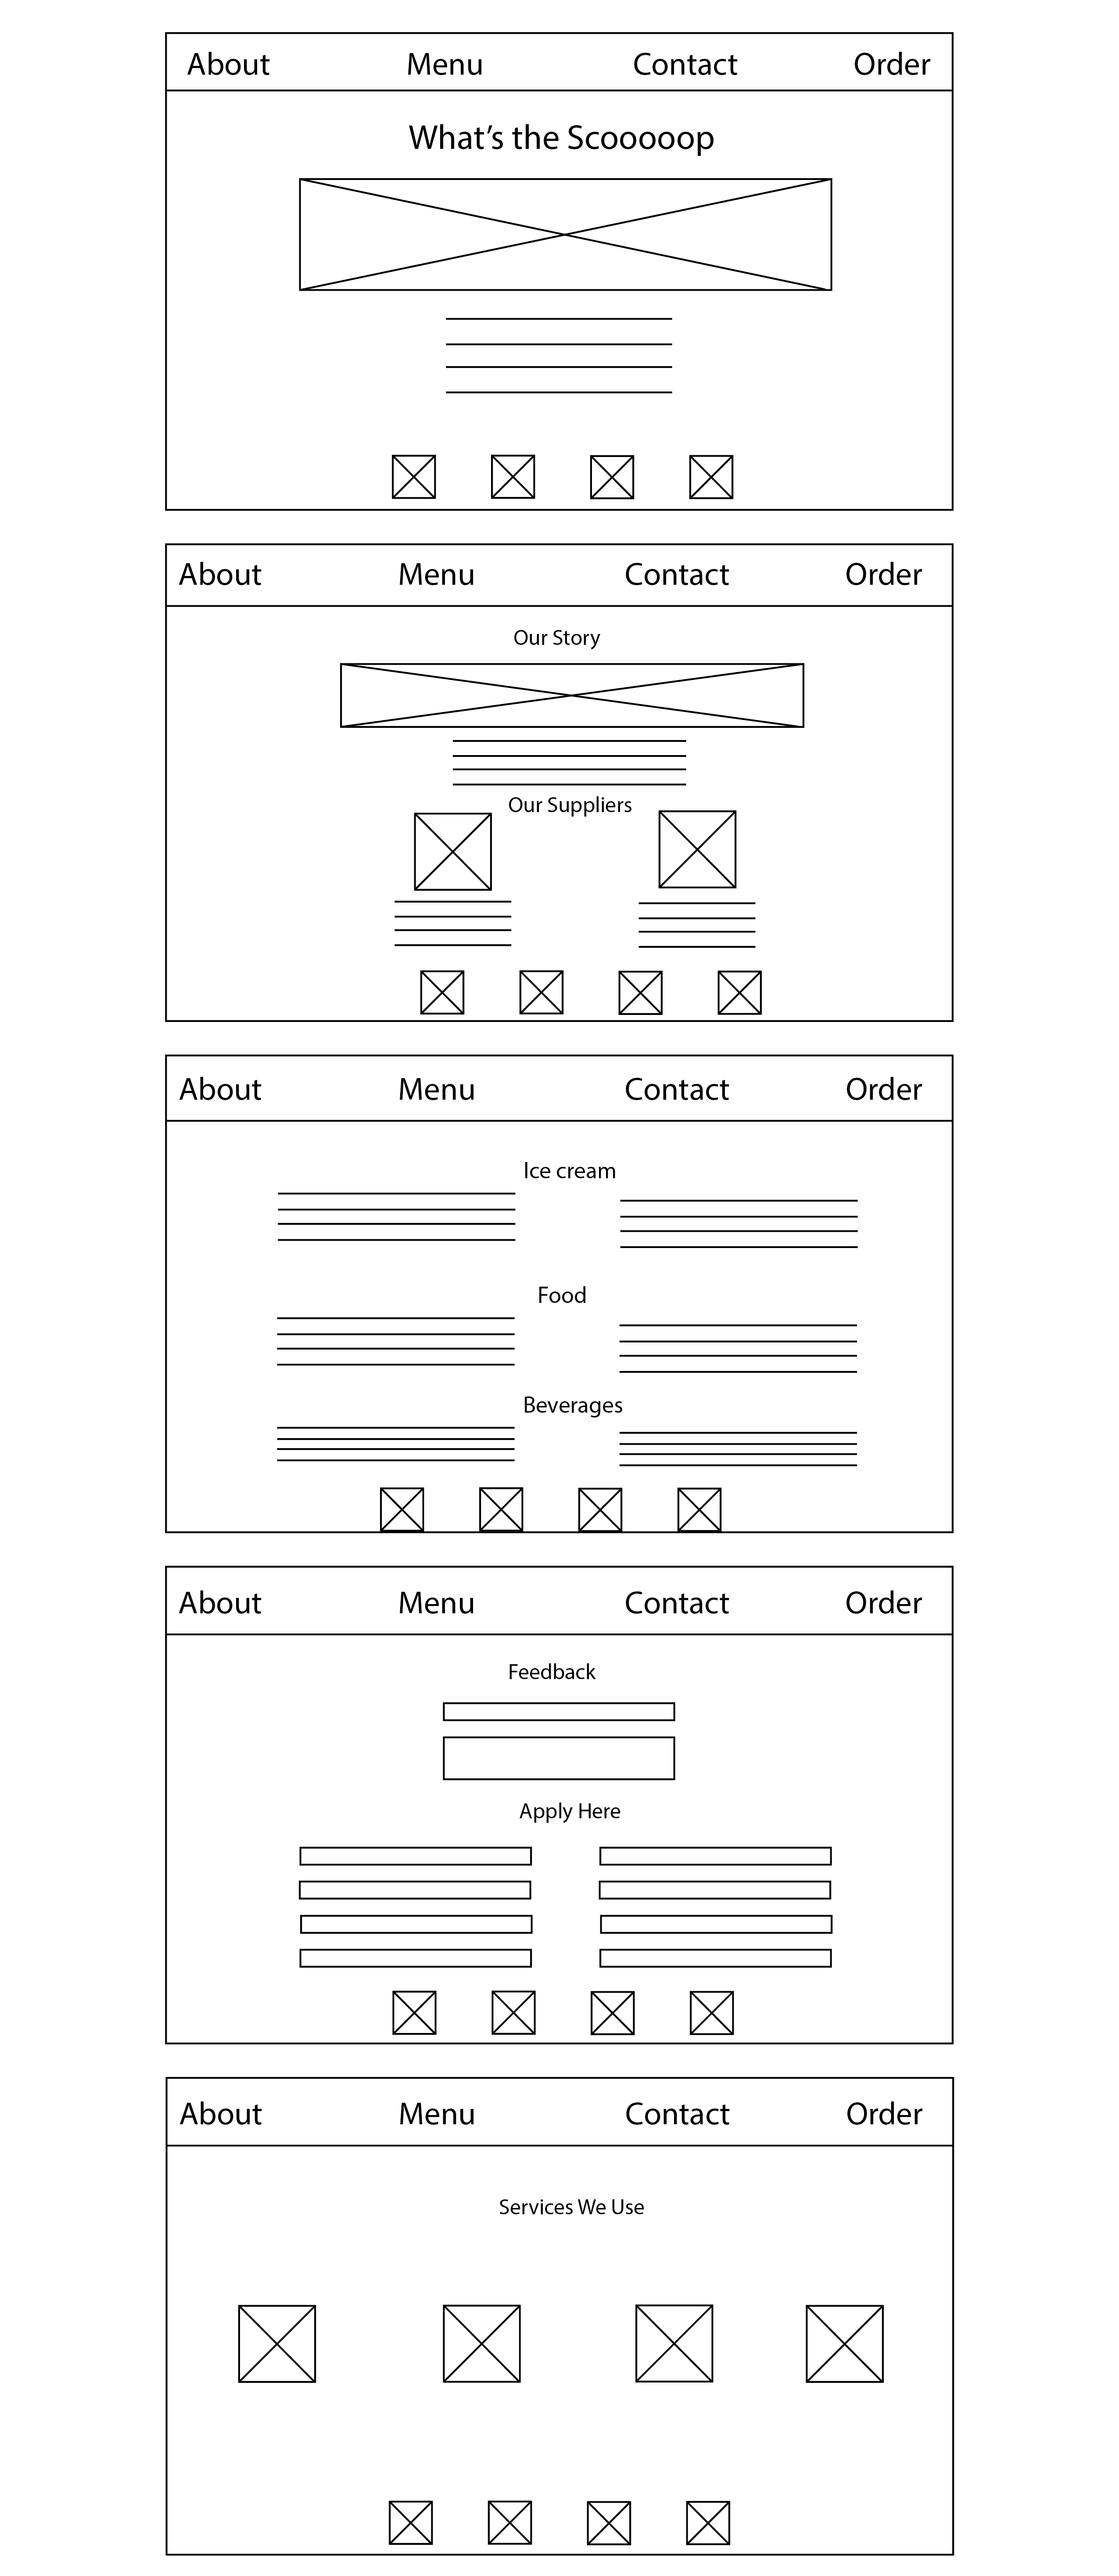 About Menu Contact Order
What’s the Scooooop
About Menu Contact Order
Our Story
Our Suppliers
About Menu Contact Order
Ice cream
Food
Beverages
About Menu Contact Order
Feedback
Apply Here
About Menu Contact Order
Services We Use